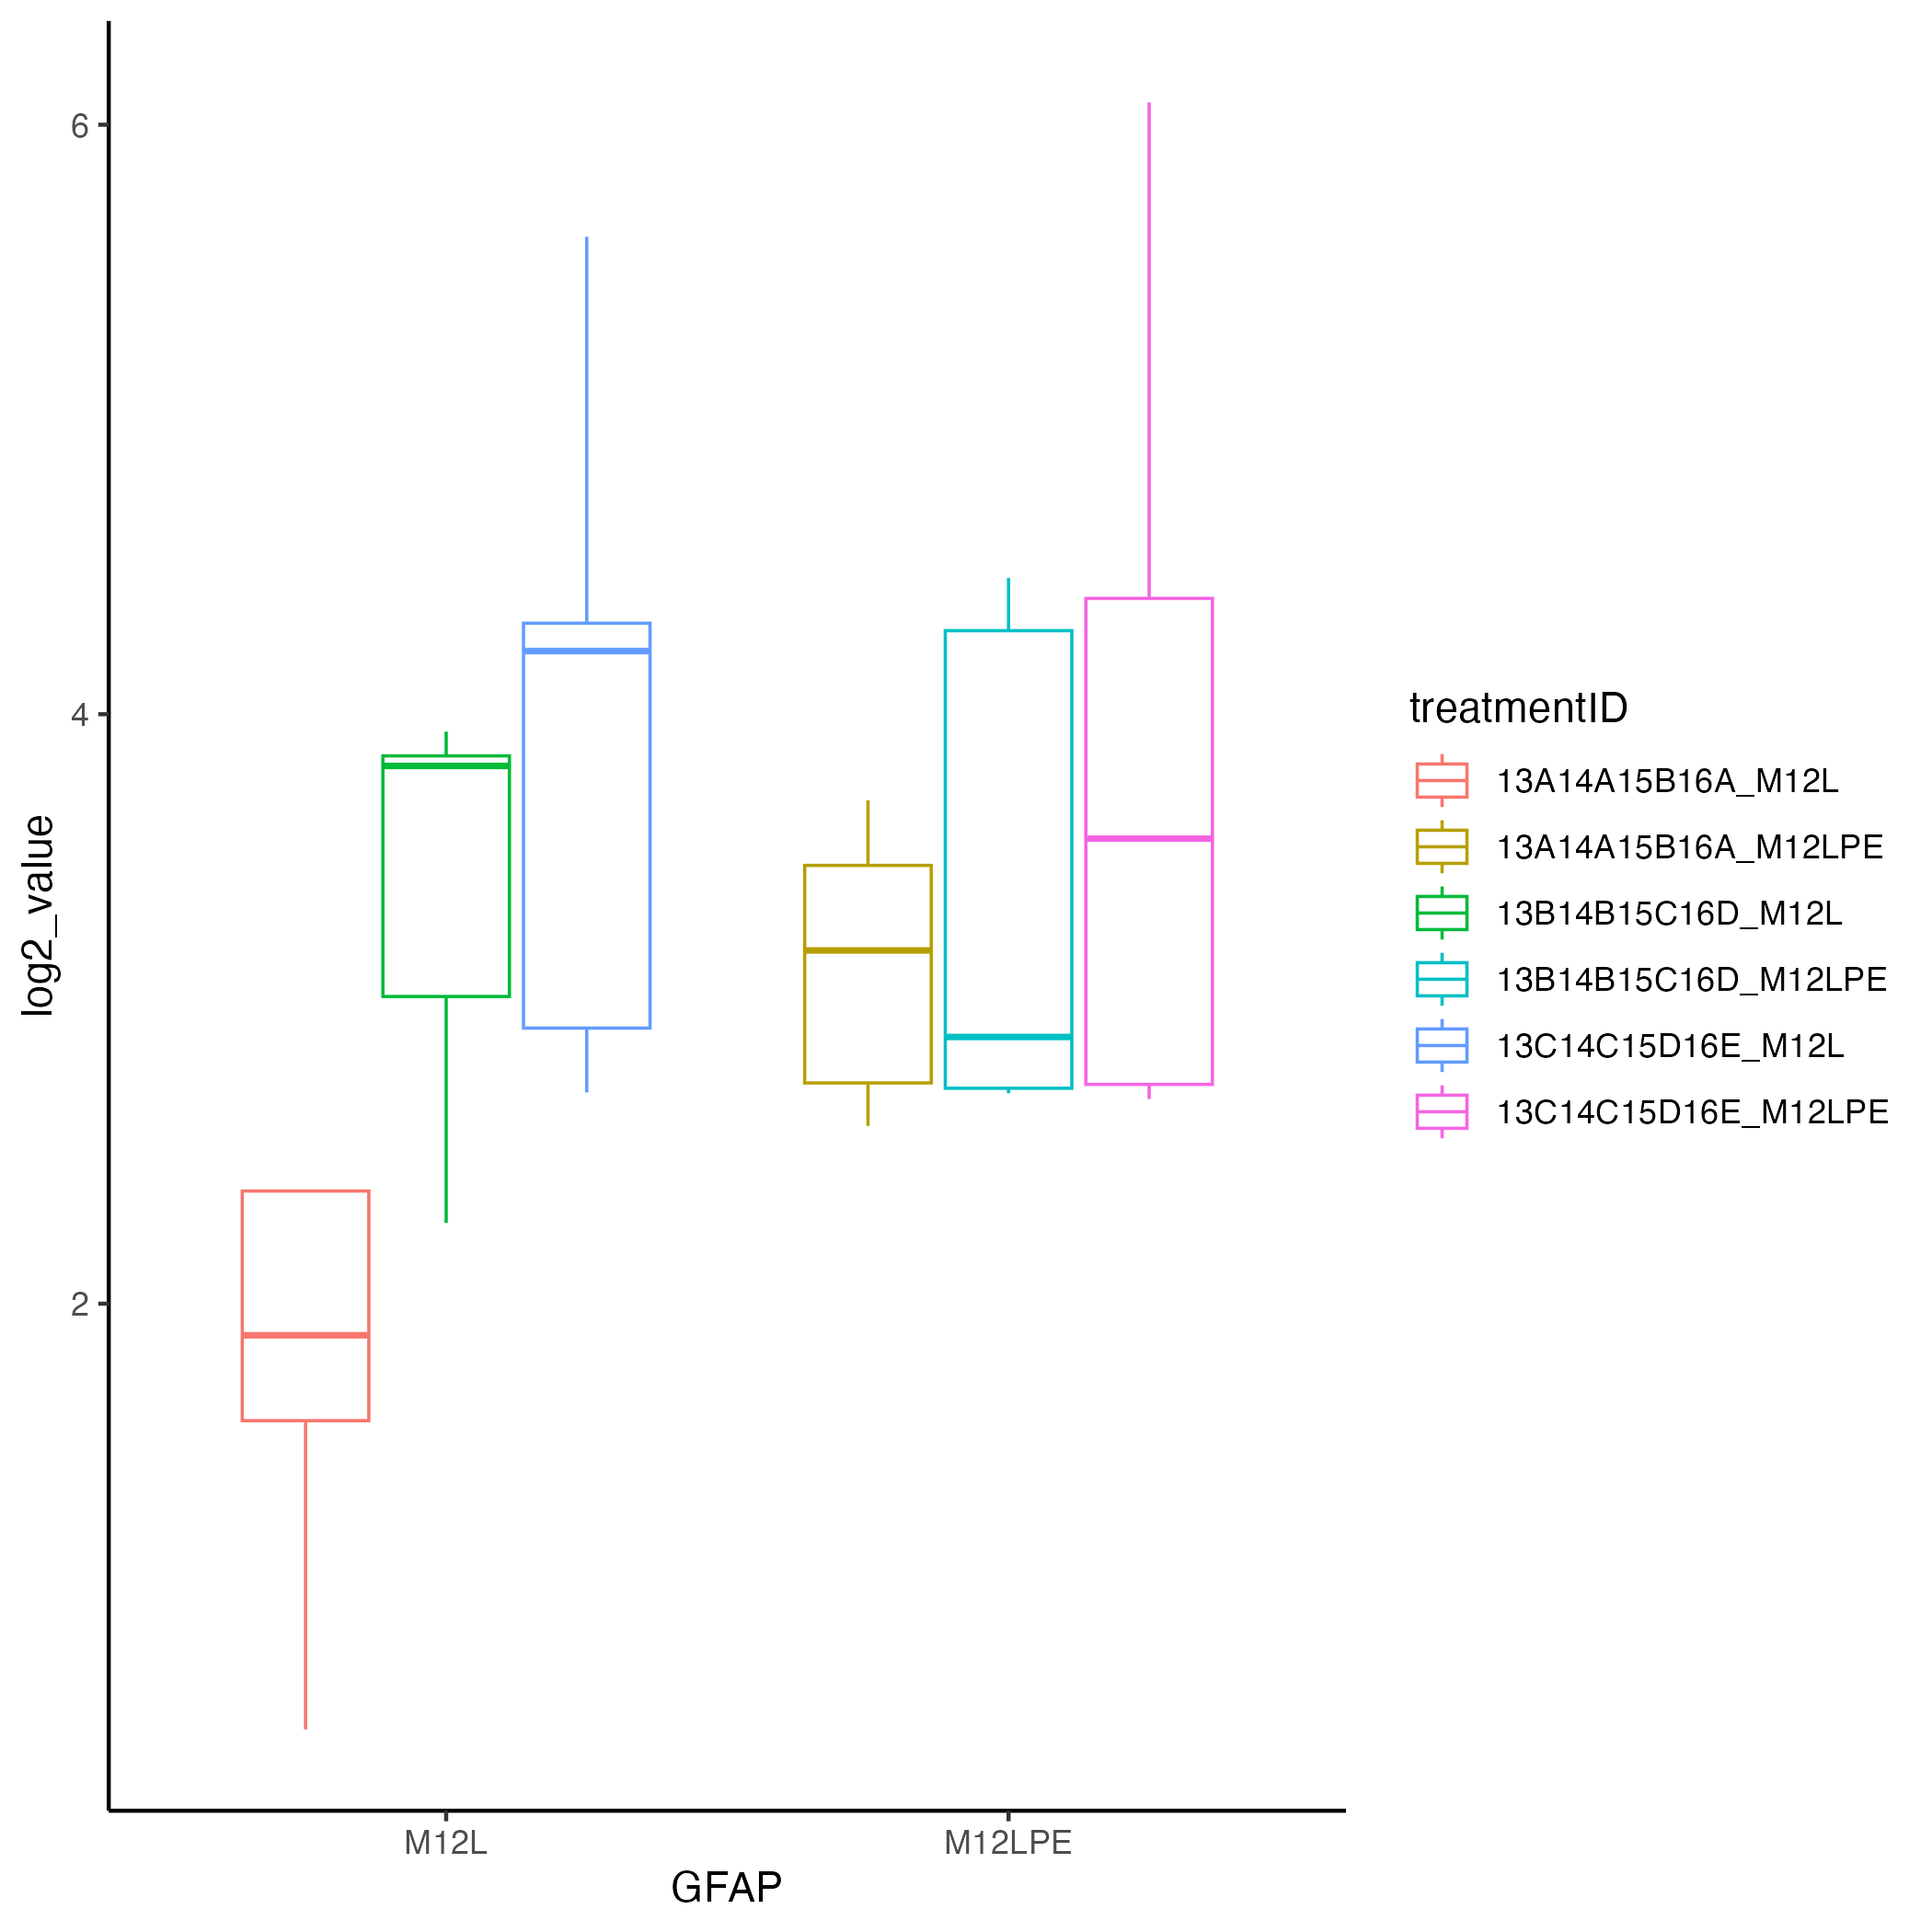 log2_value
6
4
2
M12L
M12LPE
GFAP
treatmentID
13A14A15B16A_M12L
13A14A15B16A_M12LPE
13B14B15C16D_M12L
13B14B15C16D_M12LPE
13C14C15D16E_M12L
13C14C15D16E_M12LPE